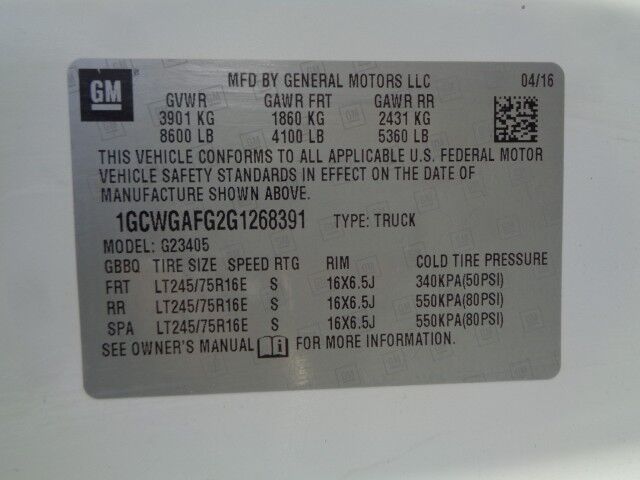 GM
MFD BY GENERAL MOTORS LLC 04/16
GVWR GAWR FRT GAWR RR
3901 KG 1860 KG 2431 KG
8600 LB 4100 LB 5360 LB
THIS VEHICLE CONFORMS TO ALL APPLICABLE U.S. FEDERAL MOTOR
VEHICLE SAFETY STANDARDS IN EFFECT ON THE DATE OF
MANUFACTURE SHOWN ABOVE.
1GCWGAFG2G1268391 TYPE: TRUCK
MODEL: G23405
GBBQ TIRE SIZE SPEED RTG RIM COLD TIRE PRESSURE
FRT LT245/75R16E S 16X6.5J 340KPA(50PSI)
RR LT245/75R16E S 16X6.5J 550KPA(80PSI)
SPA LT245/75R16E S 16X6.5J 550KPA(80PSI)
SEE OWNER'S MANUAL i FOR MORE INFORMATION.